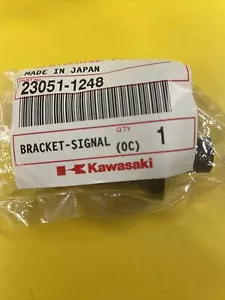 MADE IN JAPAN
23051-1248
QTY
BRACKET-SIGNAL (OC) 1
Kawasaki